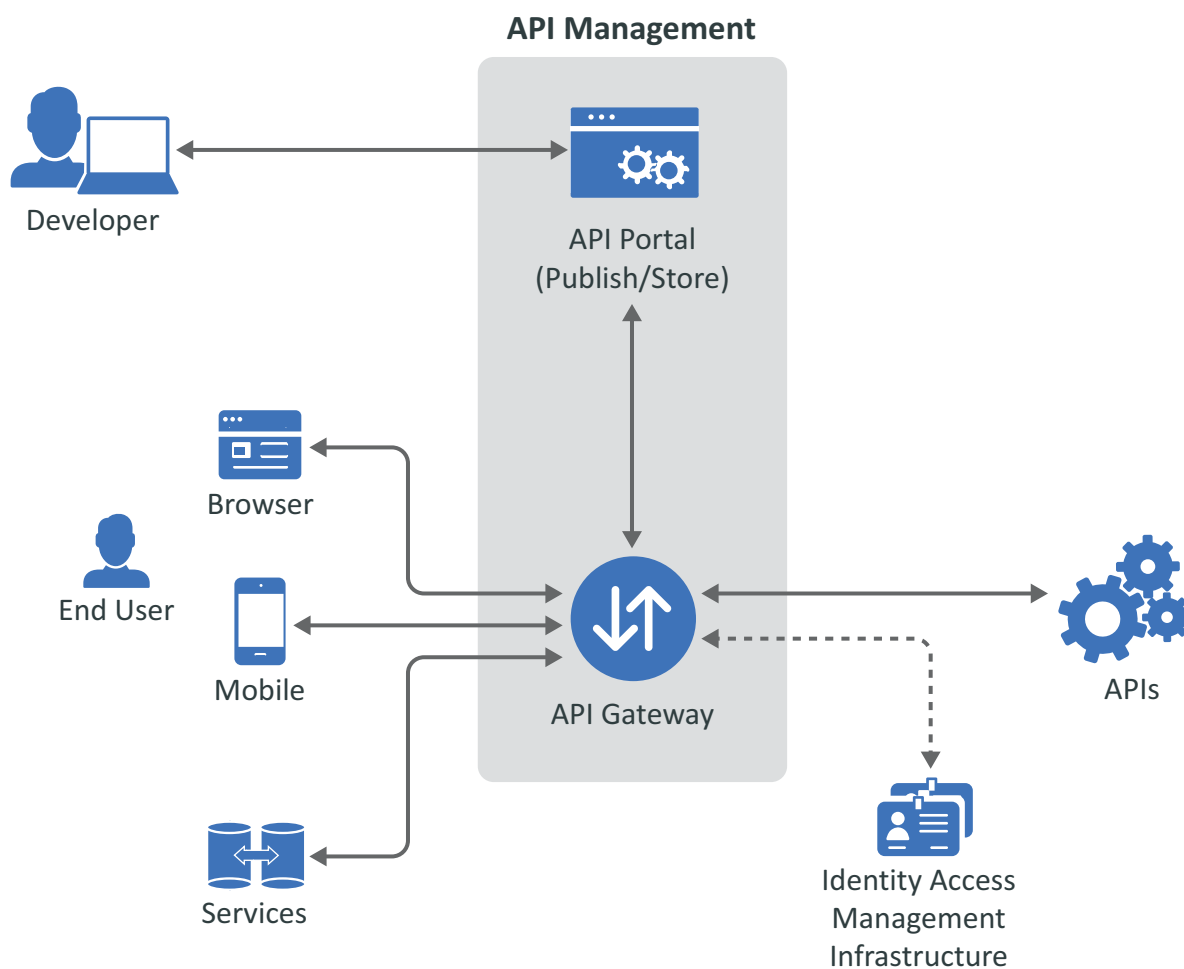 API Management
Developer
API Portal
(Publish/Store)
Browser
End User
Mobile
API Gateway
APIs
Services
Identity Access
Management
Infrastructure